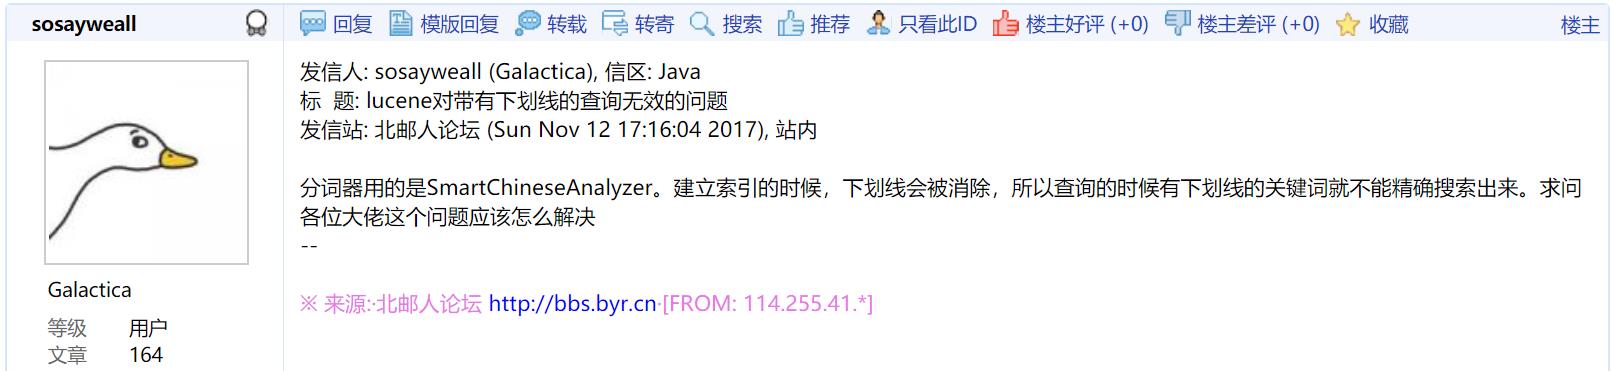 sosayweall
回复 模版回复 转载 转寄 搜索 推荐 只看此ID 楼主好评 (+0) 楼主差评 (+0) 收藏 楼主
发信人: sosayweall (Galactica), 信区: Java
标 题: lucene对带有下划线的查询无效的问题
发信站: 北邮人论坛 (Sun Nov 12 17:16:04 2017), 站内
分词器用的是SmartChineseAnalyzer。建立索引的时候，下划线会被消除，所以查询的时候有下划线的关键词就不能精确搜索出来。求问
各位大佬这个问题应该怎么解决
--
※ 来源:·北邮人论坛 http://bbs.byr.cn·[FROM: 114.255.41.*]
Galactica
等级 用户
文章 164